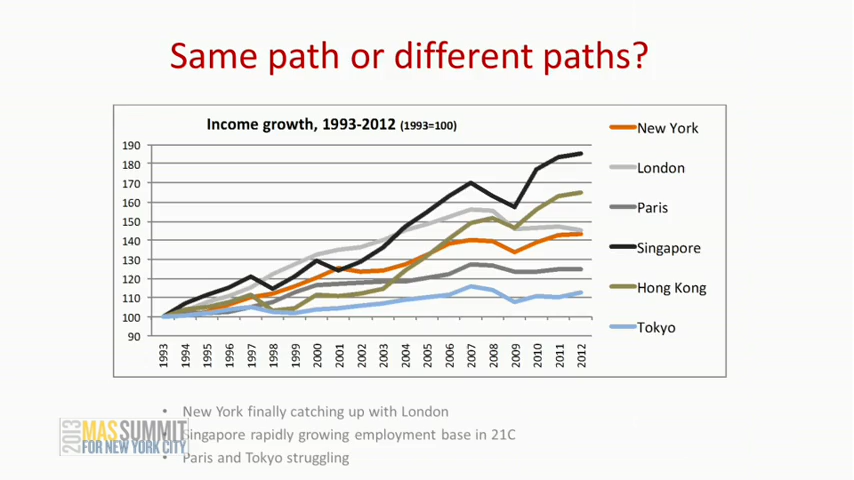 Same path or different paths?
Income growth, 1993-2012 (1993=100)
190
180
170
160
150
140
130
120
110
100
90
1993
1994
1995
1996
1997
1998
1999
2000
2001
2002
2003
2004
2005
2006
2007
2008
2009
2010
2011
2012
New York
London
Paris
Singapore
Hong Kong
Tokyo
• New York finally catching up with London
Singapore rapidly growing employment base in 21C
• Paris and Tokyo struggling
2013
MAS SUMMIT
FOR NEW YORK CITY